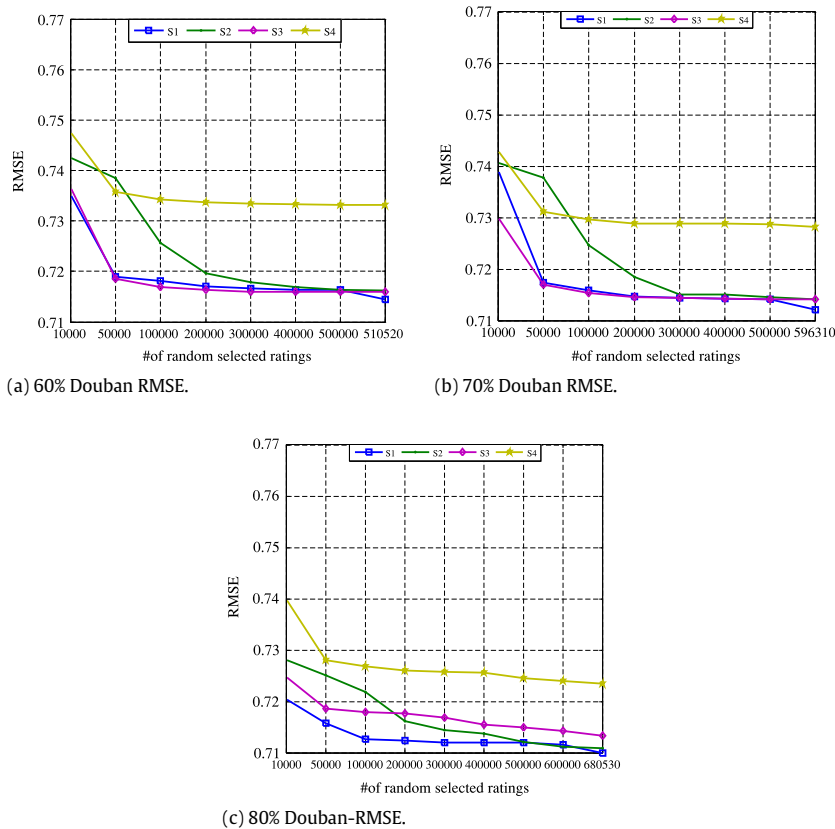 S1 S2 S3 S4
0.77
0.76
0.75
0.74
0.73
0.72
0.71
RMSE
10000 50000 100000 200000 300000 400000 500000 510520
#of random selected ratings
(a) 60% Douban RMSE.
S1 S2 S3 S4
0.77
0.76
0.75
0.74
0.73
0.72
0.71
RMSE
10000 50000 100000 200000 300000 400000 500000 596310
#of random selected ratings
(b) 70% Douban RMSE.
S1 S2 S3 S4
0.77
0.76
0.75
0.74
0.73
0.72
0.71
RMSE
10000 50000 100000 200000 300000 400000 500000 600000 680530
#of random selected ratings
(c) 80% Douban-RMSE.